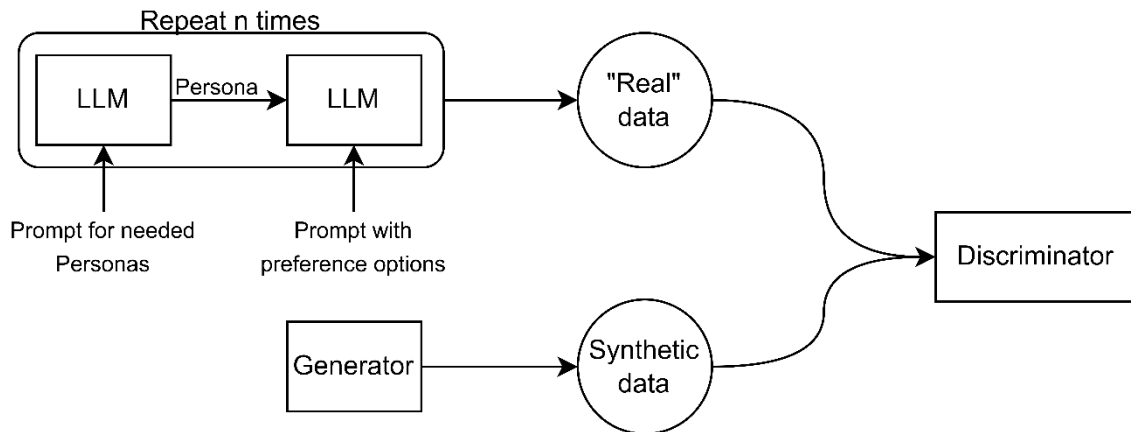 Repeat n times
LLM
Persona
LLM
"Real"
data
Prompt for needed
Personas
Prompt with
preference options
Discriminator
Generator
Synthetic
data